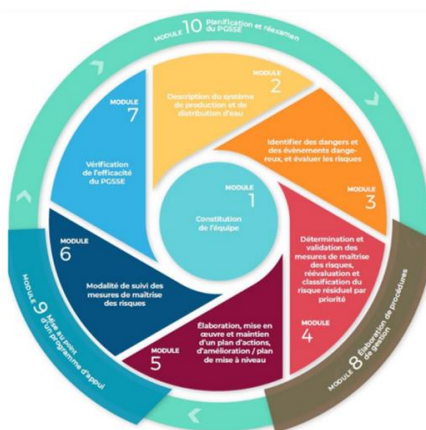 MODULE 10 Planification et réexamen
du PGSSE
MODULE
2
Description du système
de production et de
distribution d'eau
MODULE
7
Vérification
de l'efficacité
du PGSSE
Identifier des dangers et
des évènements dange-
reux, et évaluer les risques
MODULE
3
MODULE
1
Constitution
de l'équipe
MODULE
6
Modalité de suivi des
mesures de maîtrise
des risques
Détermination et
validation des
mesures de maîtrise
des risques,
réévaluation et
classification du
risque résiduel par
priorité
MODULE
4
Élaboration, mise en
œuvre et maintien
d'un plan d'actions,
d'amélioration / plan
de mise à niveau
MODULE
5
MODULE 8 Élaboration de procédures
de gestion
MODULE 9 Mise au point
d'un programme d'appui